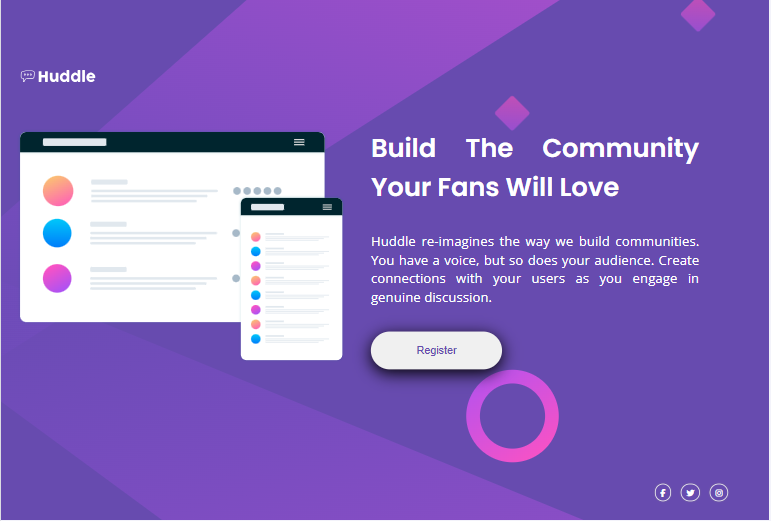 Huddle
Build The Community
Your Fans Will Love
Huddle re-imagines the way we build communities.
You have a voice, but so does your audience. Create
connections with your users as you engage in
genuine discussion.
Register